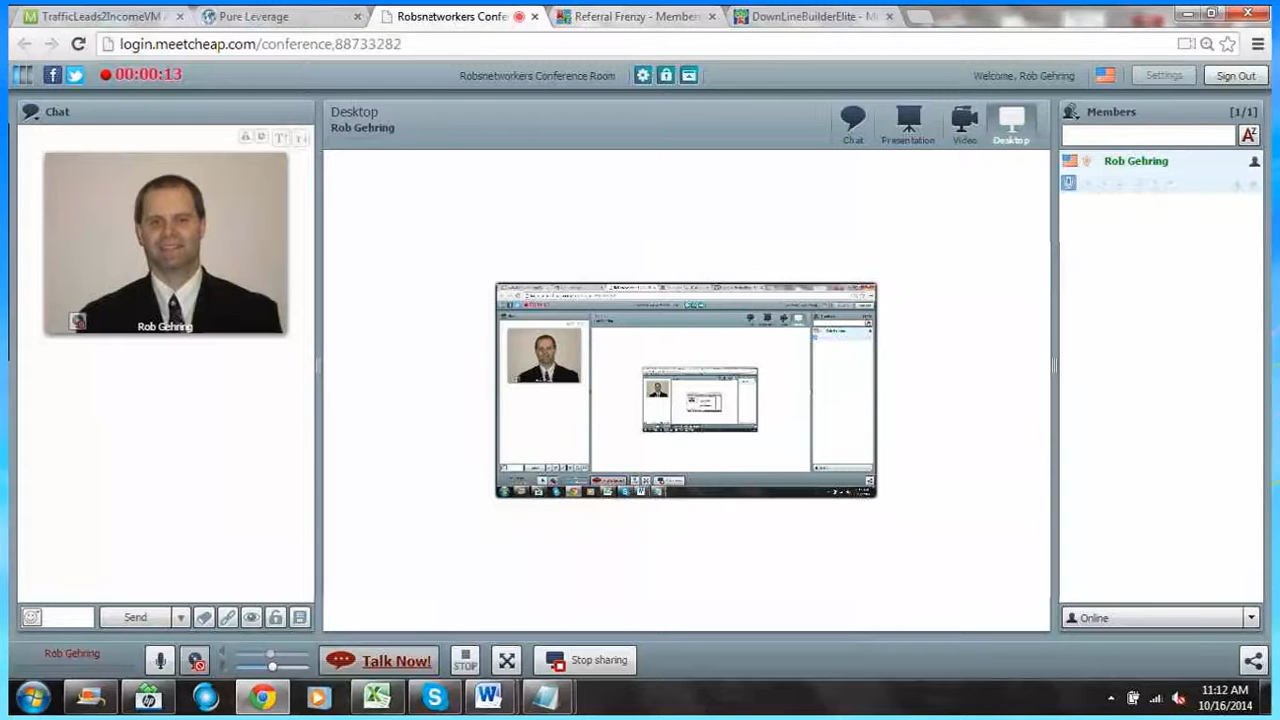 TrafficLeads2IncomeVM
Pure Leverage
Robsnetworkers Confe
Referral Frenzy - Member
DownLineBuilderElite - M
login.meetcheap.com/conference,88733282
00:00:13
Robsnetworkers Conference Room
Welcome, Rob Gehring
Settings
Sign Out
Chat
Desktop
Rob Gehring
Chat
Presentation
Video
Desktop
Members
[1/1]
Rob Gehring
Rob Gehring
Send
Online
Rob Gehring
Talk Now!
STOP
Stop sharing
11:12 AM
10/16/2014